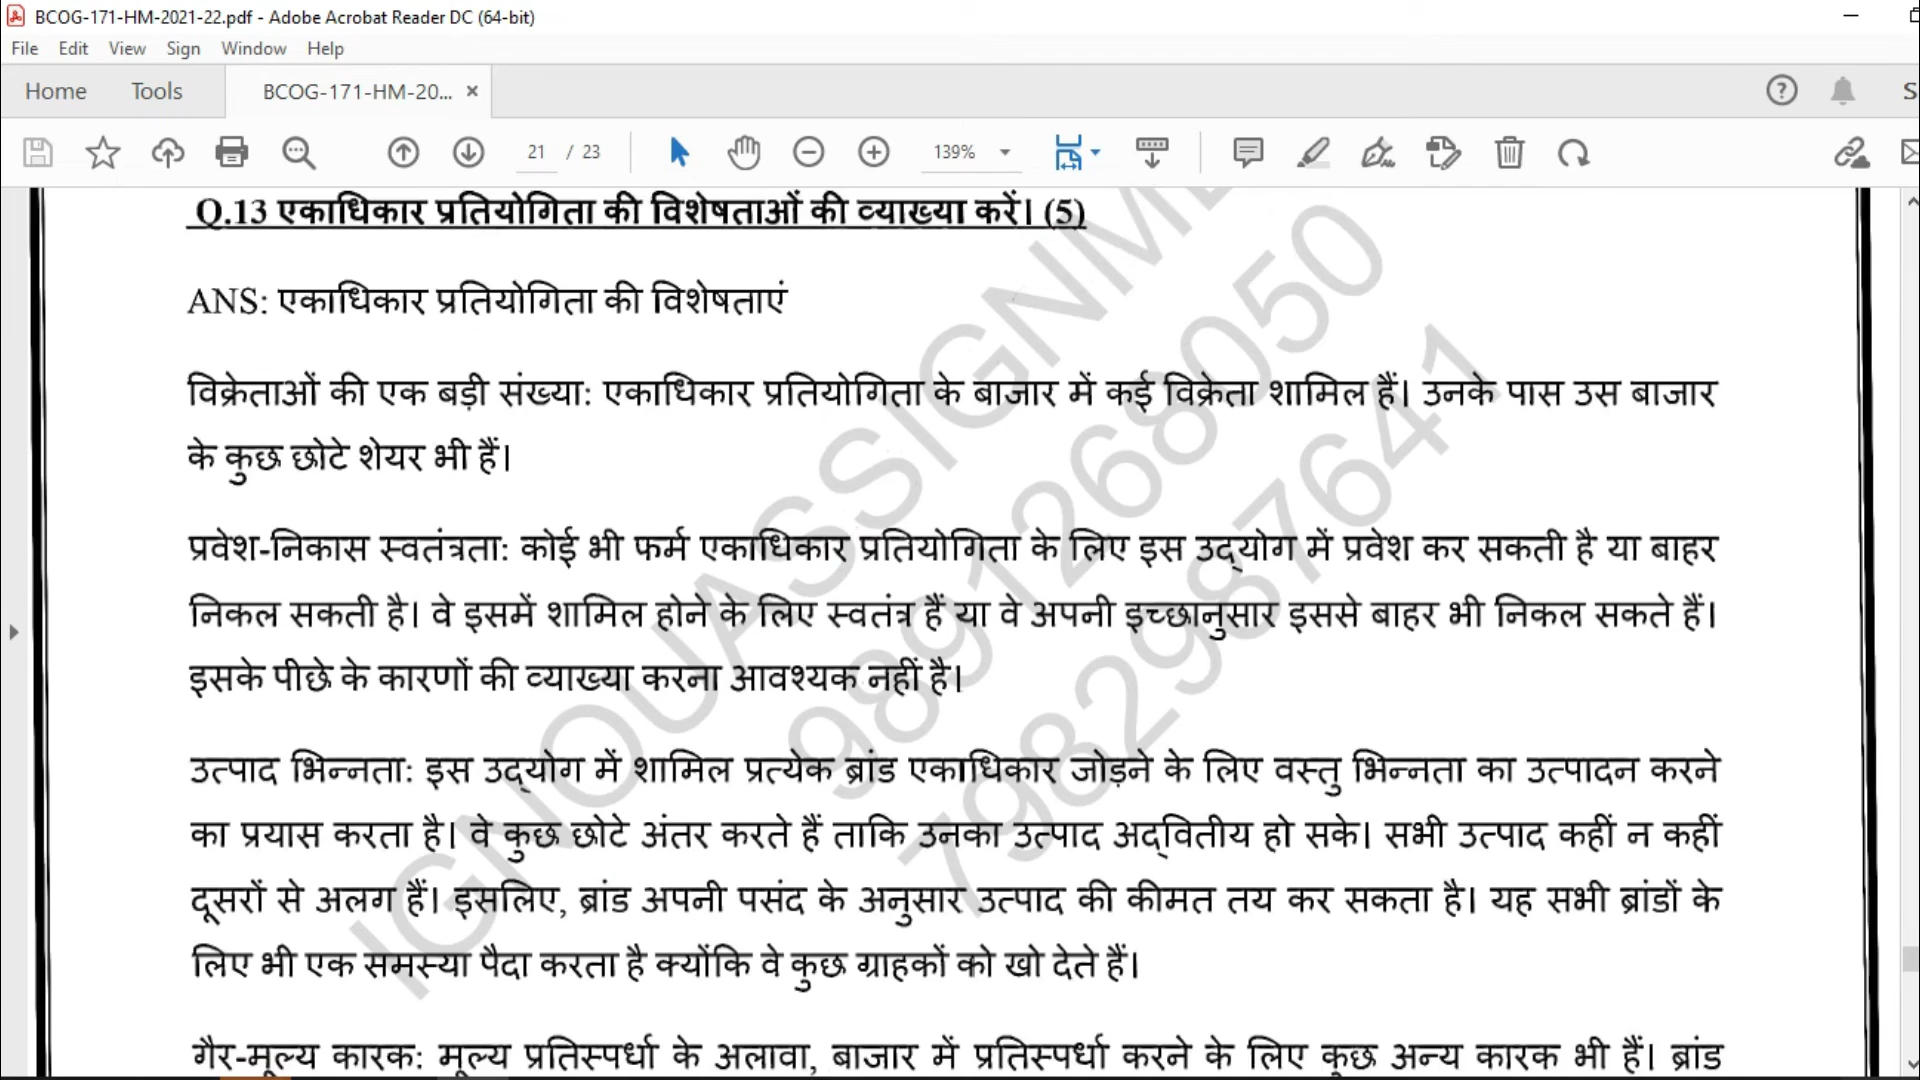 BCOG-171-HM-2021-22.pdf - Adobe Acrobat Reader DC (64-bit)
File Edit View Sign Window Help
Home Tools BCOG-171-HM-20... ×
21 / 23 139%
Q.13 एकाधिकार प्रतियोगिता की विशेषताओं की व्याख्या करें। (5)
ANS: एकाधिकार प्रतियोगिता की विशेषताएं
विक्रेताओं की एक बड़ी संख्या: एकाधिकार प्रतियोगिता के बाजार में कई विक्रेता शामिल हैं। उनके पास उस बाजार
के कुछ छोटे शेयर भी हैं।
प्रवेश-निकास स्वतंत्रता: कोई भी फर्म एकाधिकार प्रतियोगिता के लिए इस उद्योग में प्रवेश कर सकती है या बाहर
निकल सकती है। वे इसमें शामिल होने के लिए स्वतंत्र हैं या वे अपनी इच्छानुसार इससे बाहर भी निकल सकते हैं।
इसके पीछे के कारणों की व्याख्या करना आवश्यक नहीं है।
उत्पाद भिन्नता: इस उद्योग में शामिल प्रत्येक ब्रांड एकाधिकार जोड़ने के लिए वस्तु भिन्नता का उत्पादन करने
का प्रयास करता है। वे कुछ छोटे अंतर करते हैं ताकि उनका उत्पाद अद्वितीय हो सके। सभी उत्पाद कहीं न कहीं
दूसरों से अलग हैं। इसलिए, ब्रांड अपनी पसंद के अनुसार उत्पाद की कीमत तय कर सकता है। यह सभी ब्रांडों के
लिए भी एक समस्या पैदा करता है क्योंकि वे कुछ ग्राहकों को खो देते हैं।
गैर-मूल्य कारक: मूल्य प्रतिस्पर्धा के अलावा, बाजार में प्रतिस्पर्धा करने के लिए कुछ अन्य कारक भी हैं। ब्रांड
IGNOUASSIGNME
9891268050
7982987641